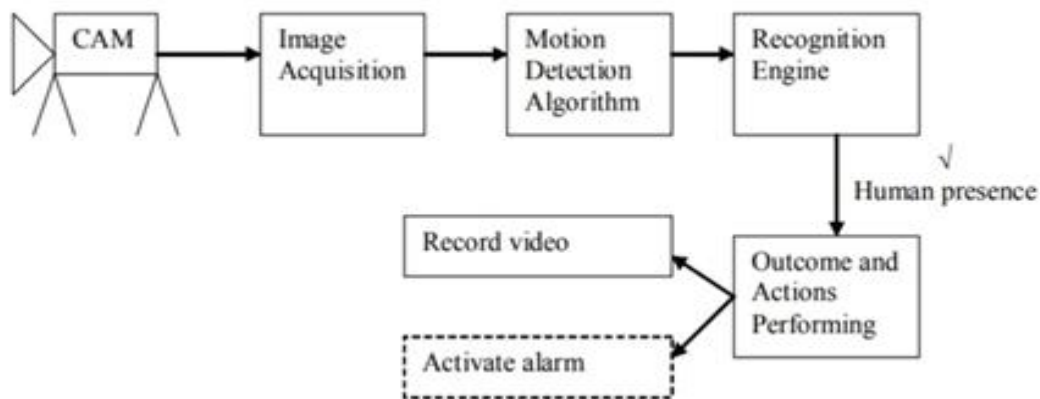 CAM
Image
Acquisition
Motion
Detection
Algorithm
Recognition
Engine
√
Human presence
Outcome and
Actions
Performing
Record video
Activate alarm